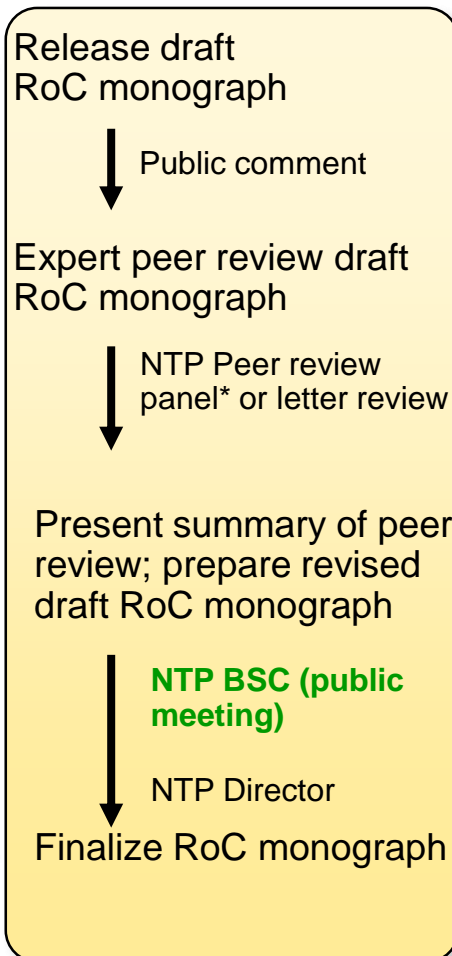 Release draft
RoC monograph
Public comment
Expert peer review draft
RoC monograph
NTP Peer review
panel* or letter review
Present summary of peer
review; prepare revised
draft RoC monograph
NTP BSC (public
meeting)
NTP Director
Finalize RoC monograph